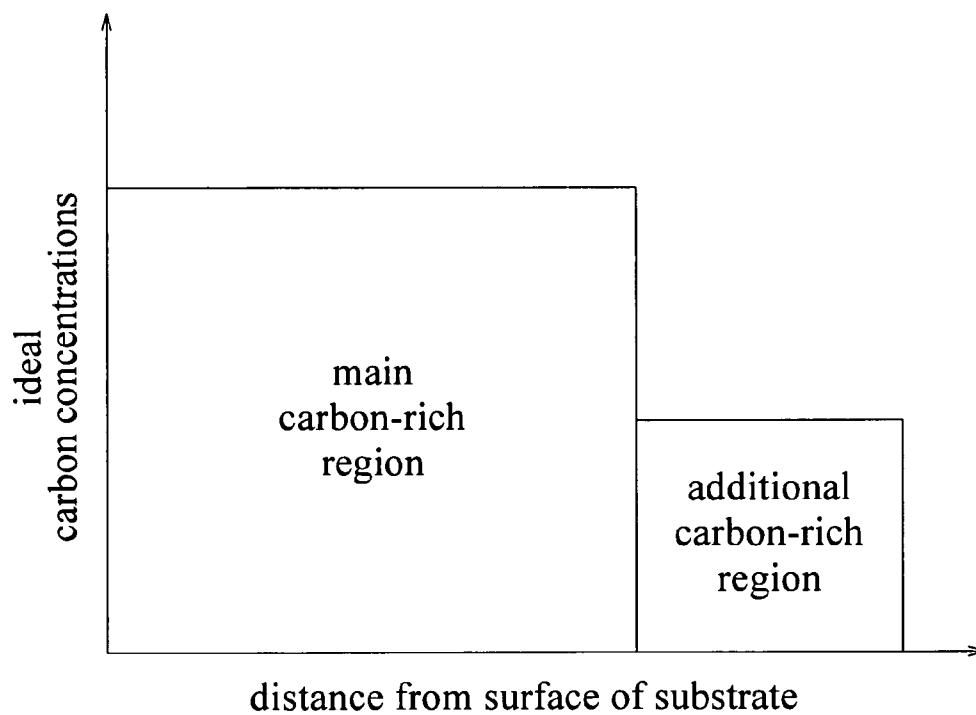 ideal
carbon concentrations
main
carbon-rich
region
additional
carbon-rich
region
distance from surface of substrate